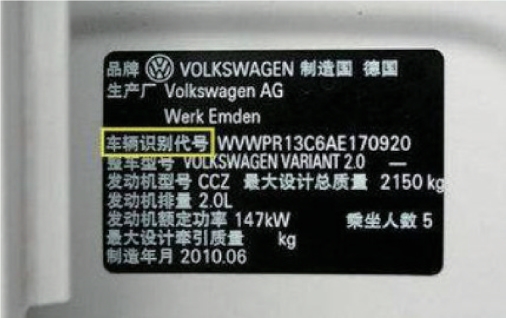 品牌 VOLKSWAGEN 制造国 德国
生产厂 Volkswagen AG
Werk Emden
车辆识别代号 WVWPR13C6AE170920
整车型号 VOLKSWAGEN VARIANT 2.0 —
发动机型号 CCZ 最大设计总质量 2150 kg
发动机排量 2.0L
发动机额定功率 147kW 乘坐人数 5
最大设计牵引质量 kg
制造年月 2010.06